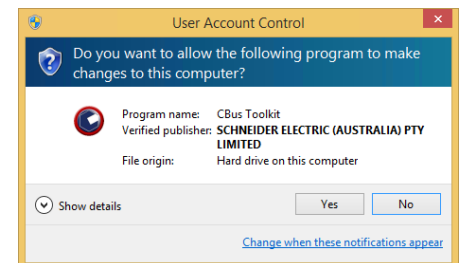 User Account Control
Do you want to allow the following program to make
changes to this computer?
Program name: CBus Toolkit
Verified publisher: SCHNEIDER ELECTRIC (AUSTRALIA) PTY
LIMITED
File origin: Hard drive on this computer
Show details Yes No
Change when these notifications appear